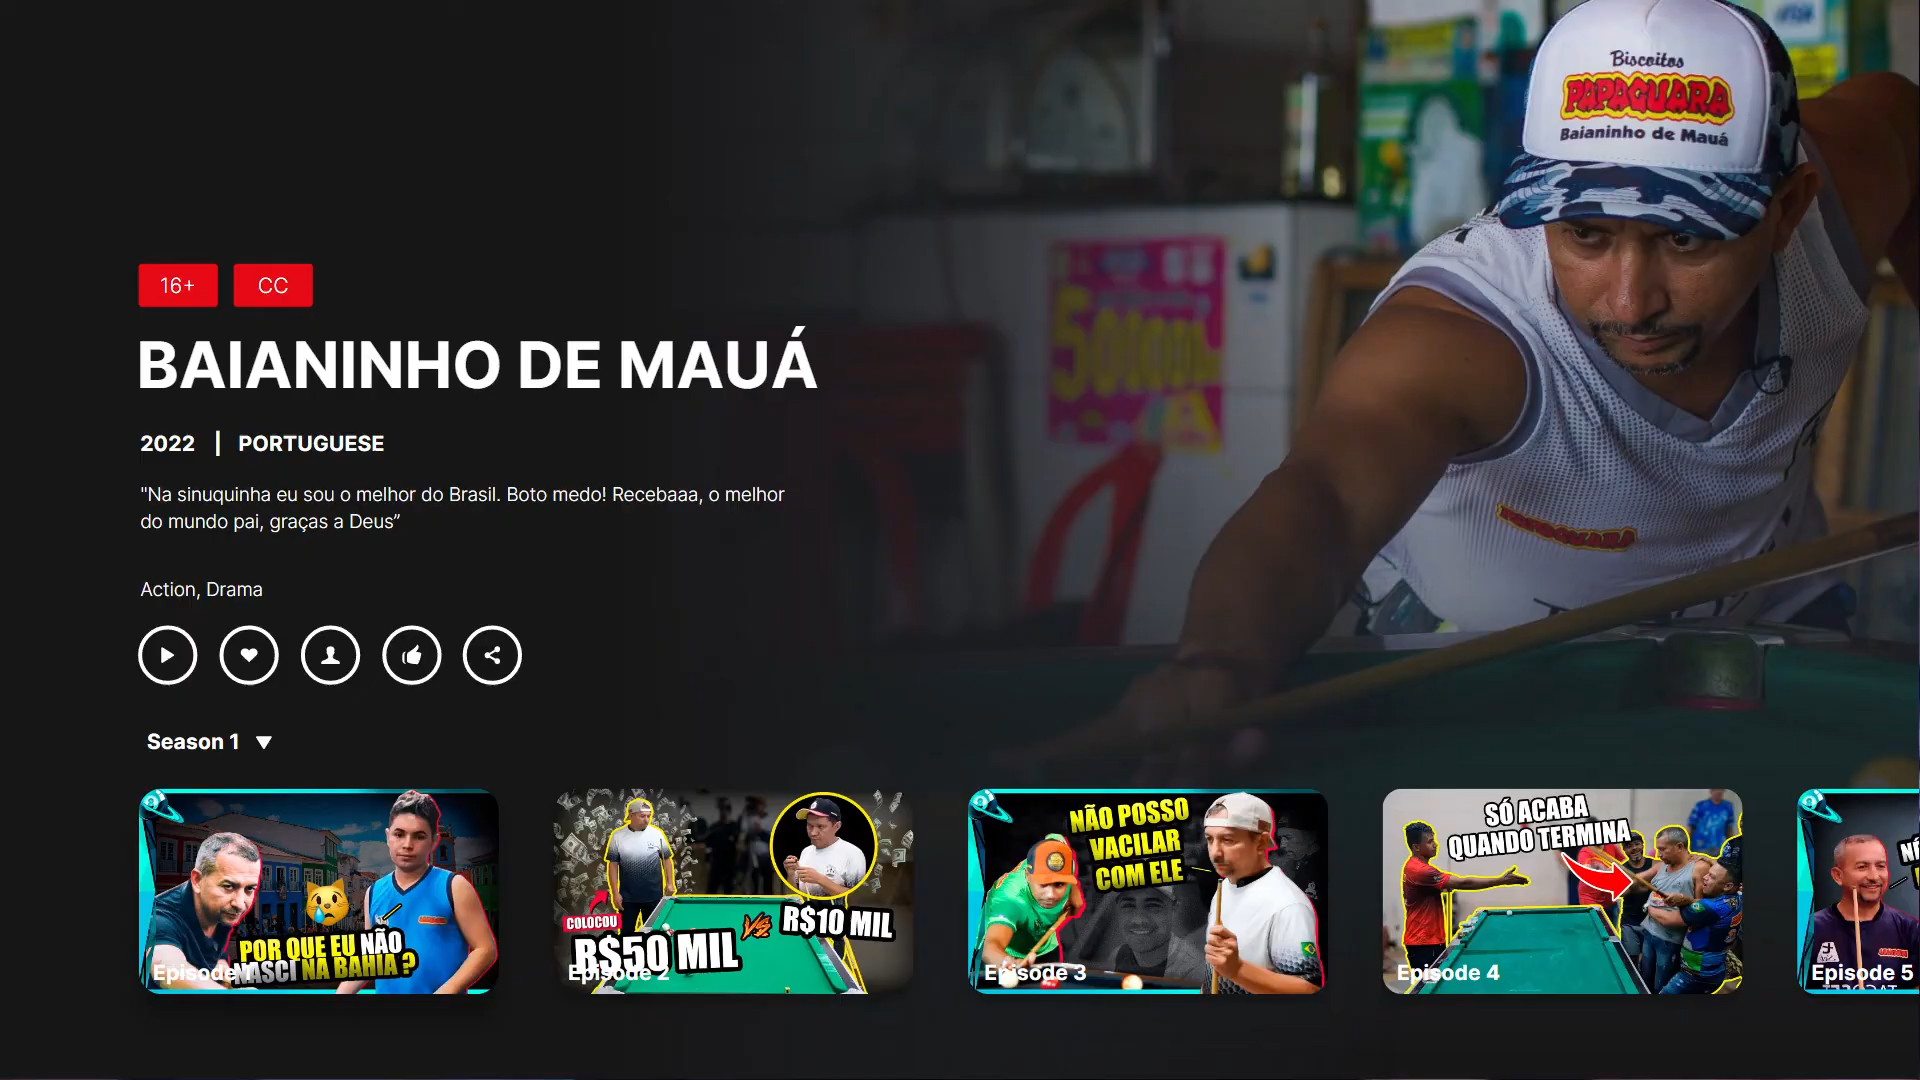 Biscoitos
PAPAGUARA
Baianinho de Mauá
16+
CC
BAIANINHO DE MAUÁ
2022 | PORTUGUESE
"Na sinuquinha eu sou o melhor do Brasil. Boto medo! Recebaaa, o melhor
do mundo pai, graças a Deus”
Action, Drama
Season 1
POR QUE EU NÃO
NASCI NA BAHIA ?
Episode 1
COLOCOU
R$50 MIL
VS
R$10 MIL
Episode 2
NÃO POSSO
VACILAR
COM ELE
Episode 3
SÓ ACABA
QUANDO TERMINA
Episode 4
Episode 5